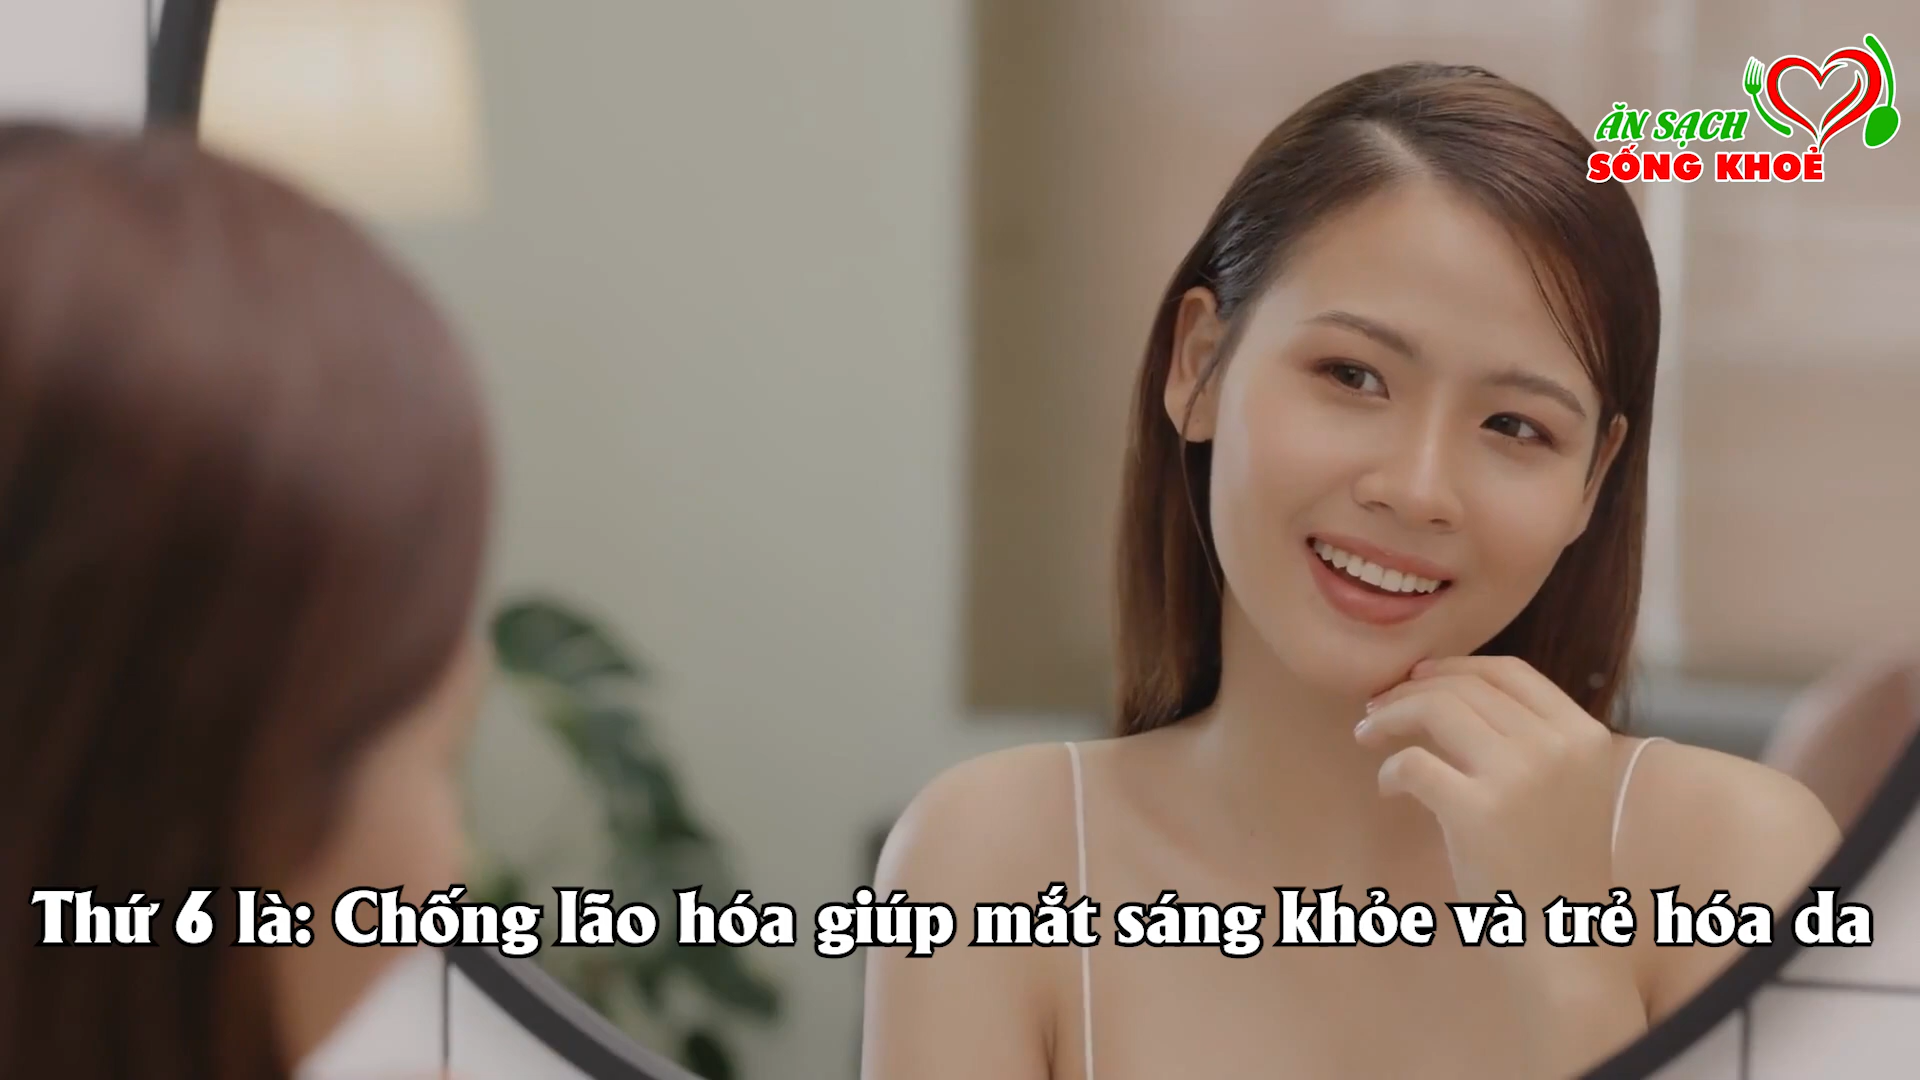 ĂN SẠCH
SỐNG KHOẺ
Thứ 6 là: Chống lão hóa giúp mắt sáng khỏe và trẻ hóa da